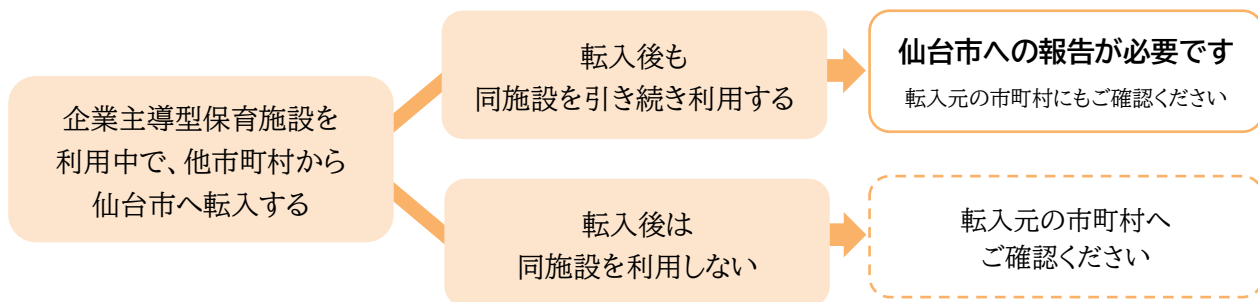 企業主導型保育施設を
利用中で、他市町村から
仙台市へ転入する
転入後も
同施設を引き続き利用する
仙台市への報告が必要です
転入元の市町村にもご確認ください
転入後は
同施設を利用しない
転入元の市町村へ
ご確認ください